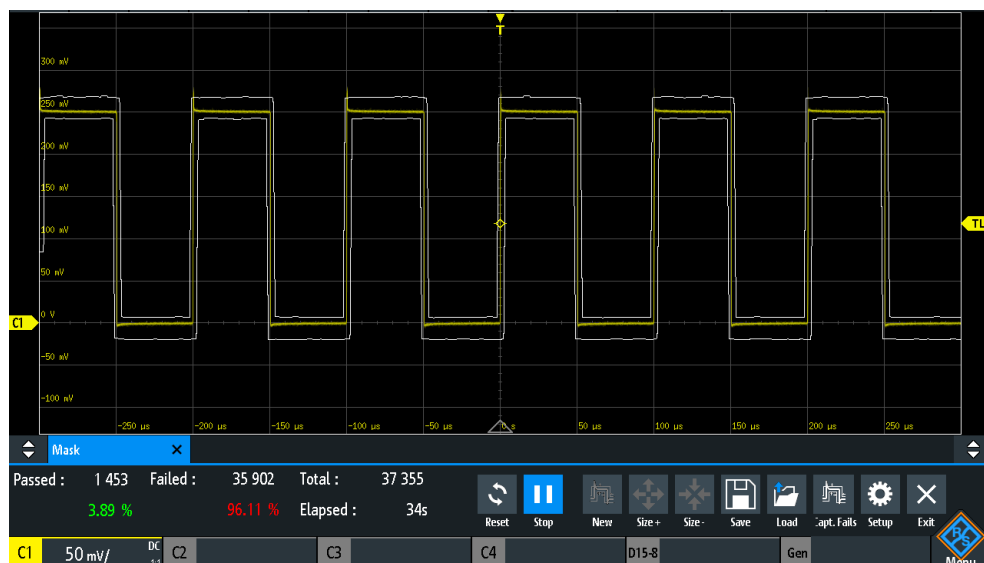 T
300 mV
250 mV
200 mV
150 mV
100 mV
TL
50 mV
0 V
C1
-50 mV
-100 mV
-250 µs -200 µs -150 µs -100 µs -50 µs 0 s 50 µs 100 µs 150 µs 200 µs 250 µs
Mask
Passed : 1 453 Failed : 35 902 Total : 37 355
3.89 % 96.11 % Elapsed : 34s
Reset Stop New Size + Size - Save Load Capt. Fails Setup Exit
C1 50 mV/ DC 1:1 C2 C3 C4 D15-8 Gen Menu
R&S